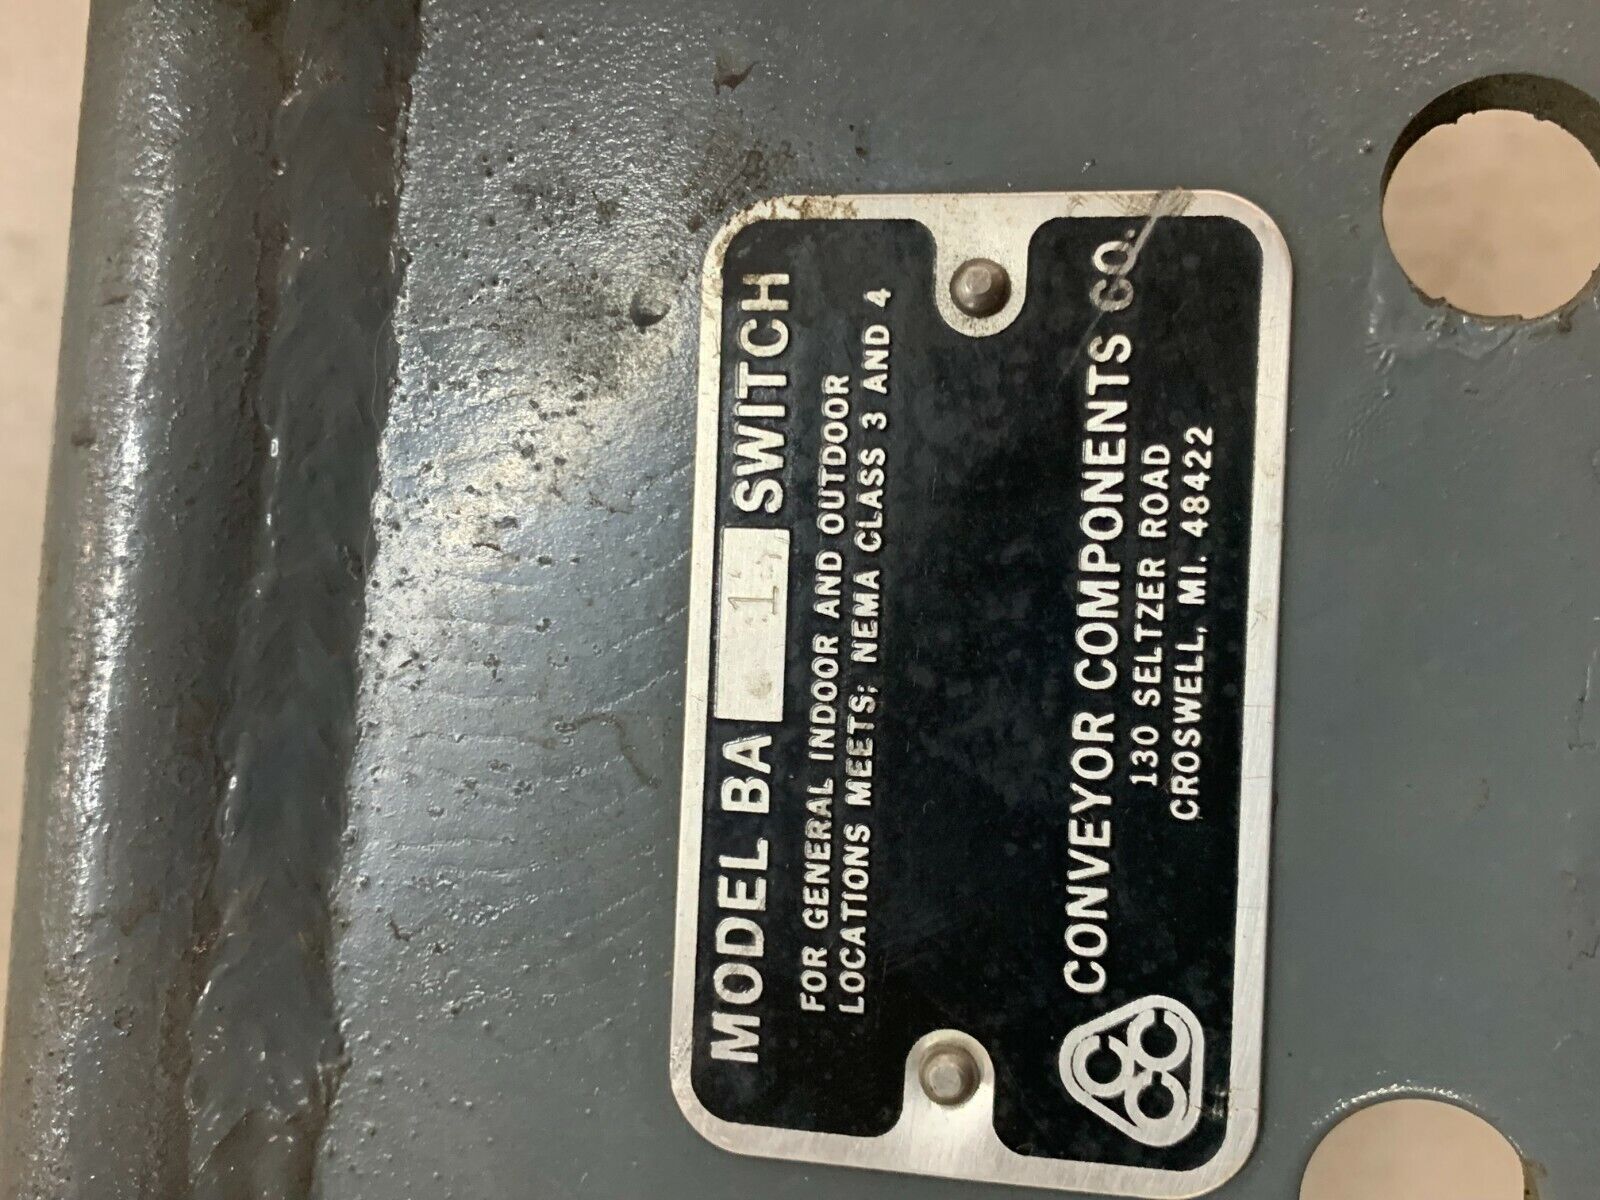 MODEL BA 1 SWITCH
FOR GENERAL INDOOR AND OUTDOOR
LOCATIONS MEETS; NEMA CLASS 3 AND 4
CONVEYOR COMPONENTS CO.
130 SELTZER ROAD
CROSWELL, MI. 48422
CCC